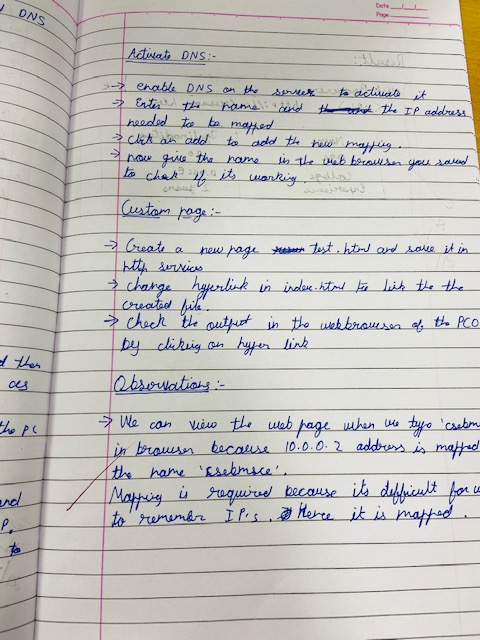 DNS
Date
Page
Activate DNS:-
→ enable DNS on the server to activate it
→ Enter the name and the IP address
needed to be mapped
→ click on add to add the new mapping.
→ now give the name in the web browser you saved
to check if its working.
Custom page:-
→ Create a new page test.html and save it in
http services
→ change hyperlink in index.html to link the the
created file.
→ Check the output in the webbrowser of the PC0
by clicking on hyper link
Observations:-
→ We can view the web page when we type 'csebms
in browser because 10.0.0.2 address is mapped
the name 'csebmsce'.
Mapping is required because its difficult for u
to remember IP's. Hence it is mapped.
then
as
the PC
and
P.
to